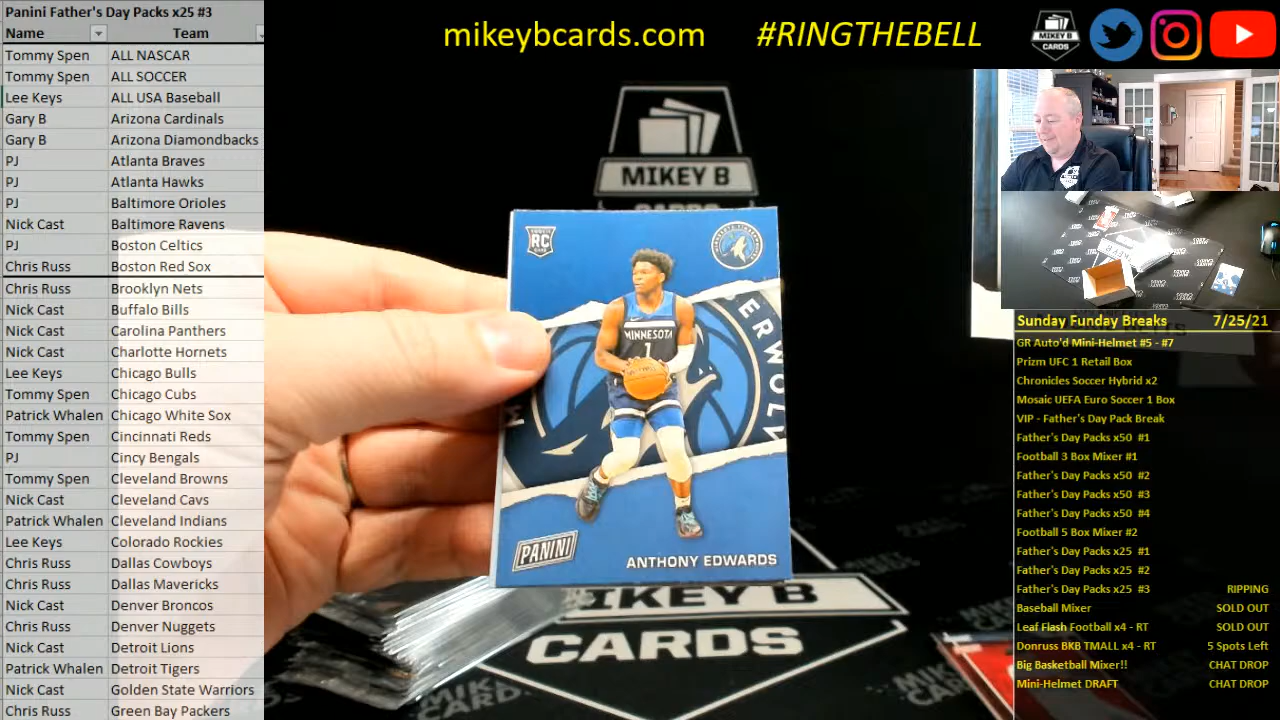 Panini Father's Day Packs x25 #3
Name Team
Tommy Spen ALL NASCAR
Tommy Spen ALL SOCCER
Lee Keys ALL USA Baseball
Gary B Arizona Cardinals
Gary B Arizona Diamondbacks
PJ Atlanta Braves
PJ Atlanta Hawks
PJ Baltimore Orioles
Nick Cast Baltimore Ravens
PJ Boston Celtics
Chris Russ Boston Red Sox
Chris Russ Brooklyn Nets
Nick Cast Buffalo Bills
Nick Cast Carolina Panthers
Nick Cast Charlotte Hornets
Lee Keys Chicago Bulls
Tommy Spen Chicago Cubs
Patrick Whalen Chicago White Sox
Tommy Spen Cincinnati Reds
PJ Cincy Bengals
Tommy Spen Cleveland Browns
Nick Cast Cleveland Cavs
Patrick Whalen Cleveland Indians
Lee Keys Colorado Rockies
Chris Russ Dallas Cowboys
Chris Russ Dallas Mavericks
Nick Cast Denver Broncos
Chris Russ Denver Nuggets
Nick Cast Detroit Lions
Patrick Whalen Detroit Tigers
Nick Cast Golden State Warriors
Chris Russ Green Bay Packers
mikeybcards.com #RINGTHEBELL
MIKEY B
CARDS
MIKEY B
RC
MINNESOTA
1
ERWOLV
PANINI
ANTHONY EDWARDS
MIKEY B
CARDS
Sunday Funday Breaks 7/25/21
GR Auto'd Mini-Helmet #5 - #7
Prizm UFC 1 Retail Box
Chronicles Soccer Hybrid x2
Mosaic UEFA Euro Soccer 1 Box
VIP - Father's Day Pack Break
Father's Day Packs x50 #1
Football 3 Box Mixer #1
Father's Day Packs x50 #2
Father's Day Packs x50 #3
Father's Day Packs x50 #4
Football 5 Box Mixer #2
Father's Day Packs x25 #1
Father's Day Packs x25 #2
Father's Day Packs x25 #3 RIPPING
Baseball Mixer SOLD OUT
Leaf Flash Football x4 - RT SOLD OUT
Donruss BKB TMALL x4 - RT 5 Spots Left
Big Basketball Mixer!! CHAT DROP
Mini-Helmet DRAFT CHAT DROP